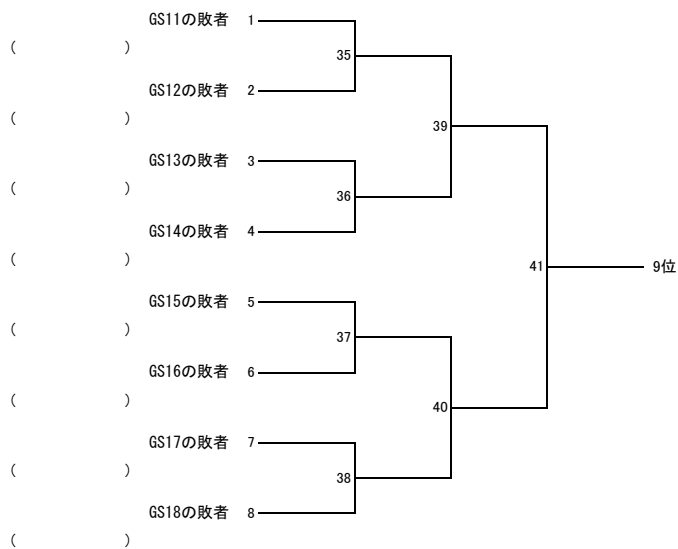 GS11の敗者 1
( )
35
GS12の敗者 2
( )
39
GS13の敗者 3
( )
36
GS14の敗者 4
( )
41
9位
GS15の敗者 5
( )
37
GS16の敗者 6
( )
40
GS17の敗者 7
( )
38
GS18の敗者 8
( )